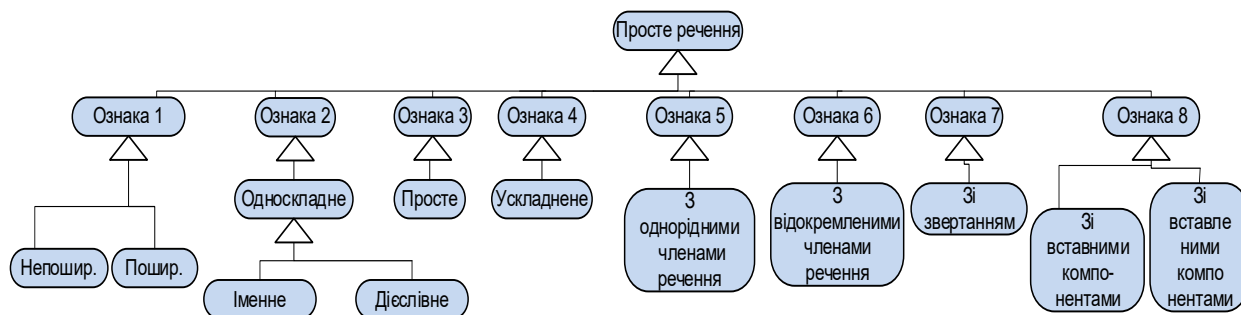 Просте речення
Ознака 1
Ознака 2
Ознака 3
Ознака 4
Ознака 5
Ознака 6
Ознака 7
Ознака 8
Односкладне
Просте
Ускладнене
З
однорідними
членами
речення
З
відокремленими
членами
речення
Зі
звертанням
Зі
вставними
компо-
нентами
Зі
вставле
ними
компо
нентами
Непошир.
Пошир.
Іменне
Дієслівне